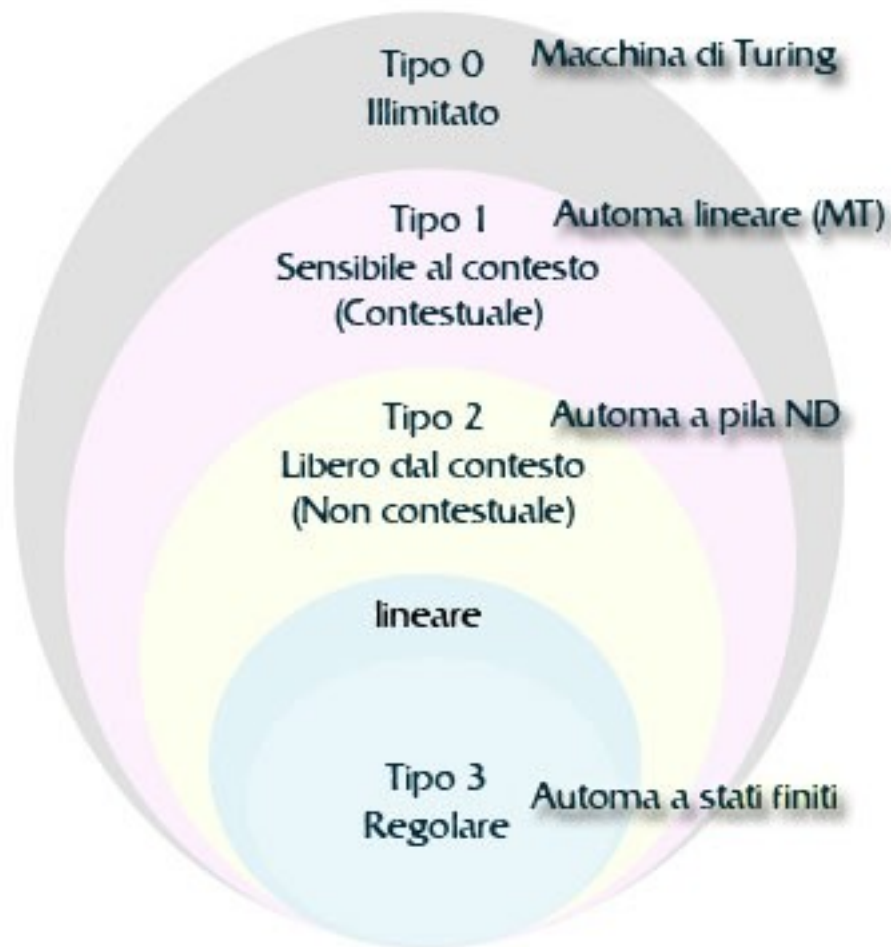 Tipo 0
Illimitato
Macchina di Turing
Tipo 1
Sensibile al contesto
(Contestuale)
Automa lineare (MT)
Tipo 2
Libero dal contesto
(Non contestuale)
Automa a pila ND
lineare
Tipo 3
Regolare
Automa a stati finiti